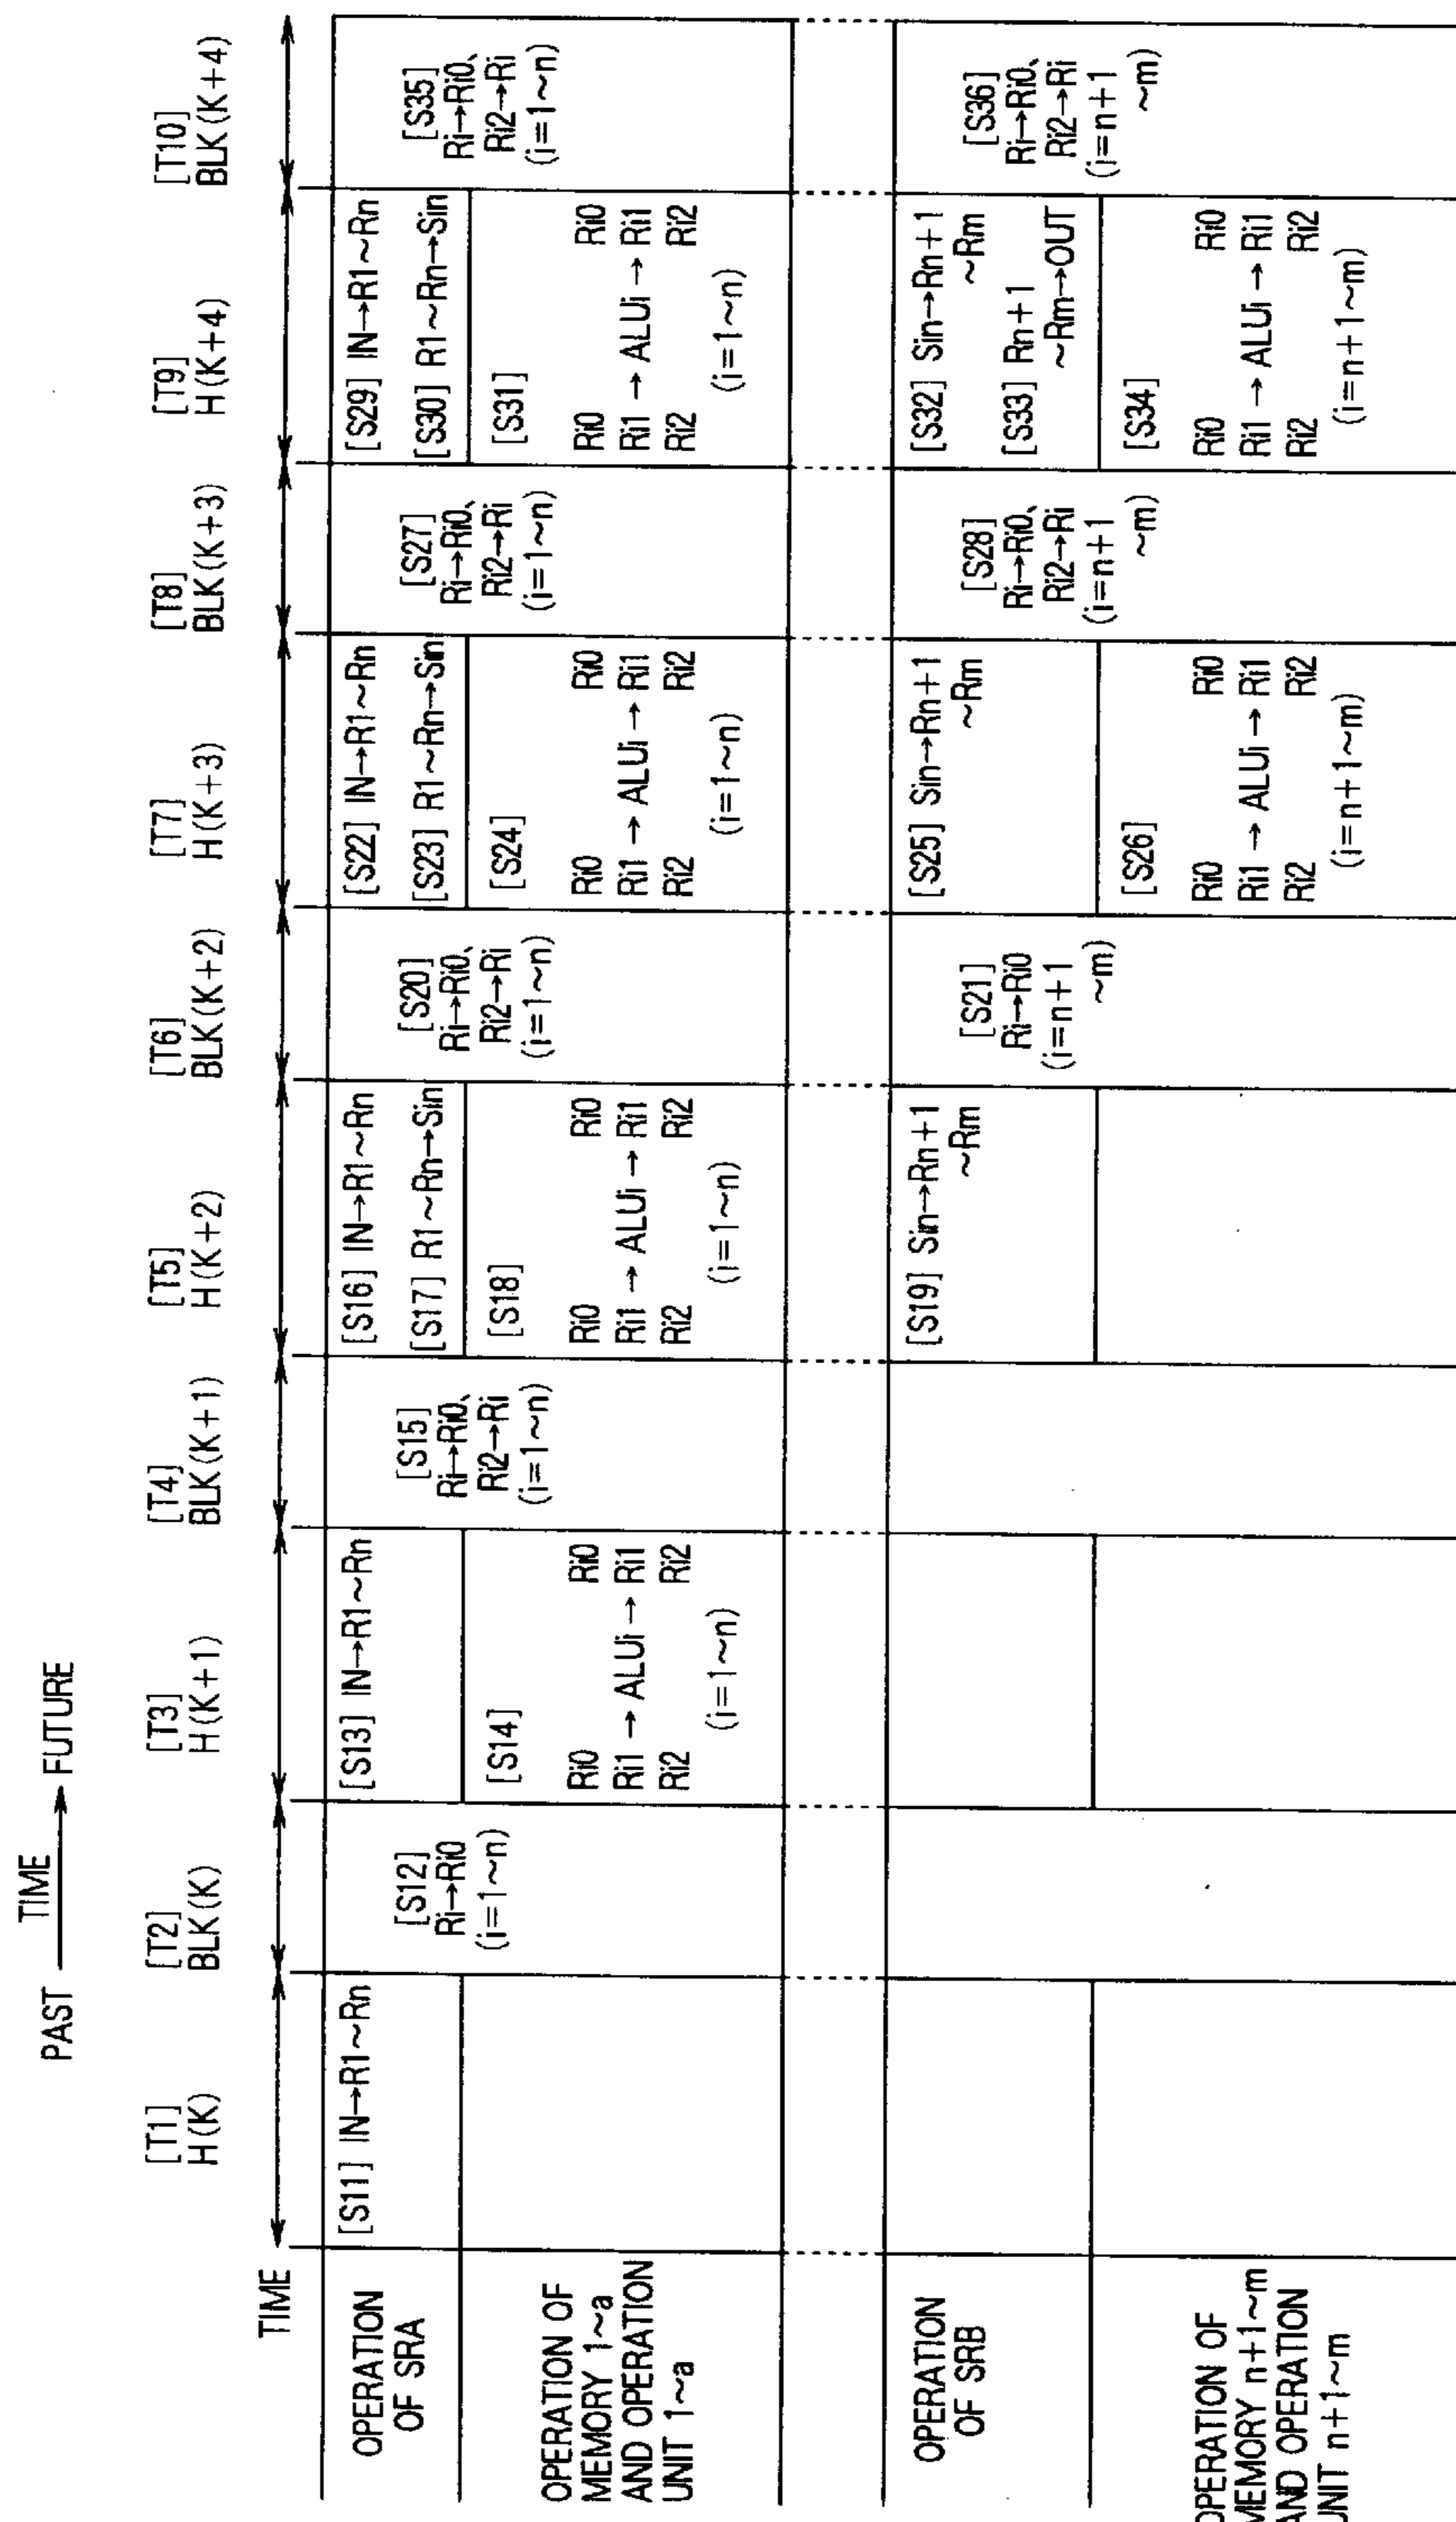 PAST TIME FUTURE
[T1]
H(K)
[T2]
BLK(K)
[T3]
H(K+1)
[T4]
BLK(K+1)
[T5]
H(K+2)
[T6]
BLK(K+2)
[T7]
H(K+3)
[T8]
BLK(K+3)
[T9]
H(K+4)
[T10]
BLK(K+4)
TIME
OPERATION
OF SRA
[S11] IN→R1~Rn
[S12]
Ri→Ri0
(i=1~n)
[S13] IN→R1~Rn
[S15]
Ri→Ri0、
Ri2→Ri
(i=1~n)
[S16] IN→R1~Rn
[S17] R1~Rn→Sin
[S20]
Ri→Ri0、
Ri2→Ri
(i=1~n)
[S22] IN→R1~Rn
[S23] R1~Rn→Sin
[S27]
Ri→Ri0、
Ri2→Ri
(i=1~n)
[S29] IN→R1~Rn
[S30] R1~Rn→Sin
[S35]
Ri→Ri0、
Ri2→Ri
(i=1~n)
OPERATION OF
MEMORY 1~a
AND OPERATION
UNIT 1~a
[S14]
Ri0 Ri0
Ri1 → ALUi → Ri1
Ri2 Ri2
(i=1~n)
[S18]
Ri0 Ri0
Ri1 → ALUi → Ri1
Ri2 Ri2
(i=1~n)
[S24]
Ri0 Ri0
Ri1 → ALUi → Ri1
Ri2 Ri2
(i=1~n)
[S31]
Ri0 Ri0
Ri1 → ALUi → Ri1
Ri2 Ri2
(i=1~n)
OPERATION
OF SRB
[S19] Sin→Rn+1
~Rm
[S21]
Ri→Ri0
(i=n+1
~m)
[S25] Sin→Rn+1
~Rm
[S28]
Ri→Ri0、
Ri2→Ri
(i=n+1
~m)
[S32] Sin→Rn+1
~Rm
[S33] Rn+1
~Rm→OUT
[S36]
Ri→Ri0、
Ri2→Ri
(i=n+1
~m)
OPERATION OF
MEMORY n+1~m
AND OPERATION
UNIT n+1~m
[S26]
Ri0 Ri0
Ri1 → ALUi → Ri1
Ri2 Ri2
(i=n+1~m)
[S34]
Ri0 Ri0
Ri1 → ALUi → Ri1
Ri2 Ri2
(i=n+1~m)